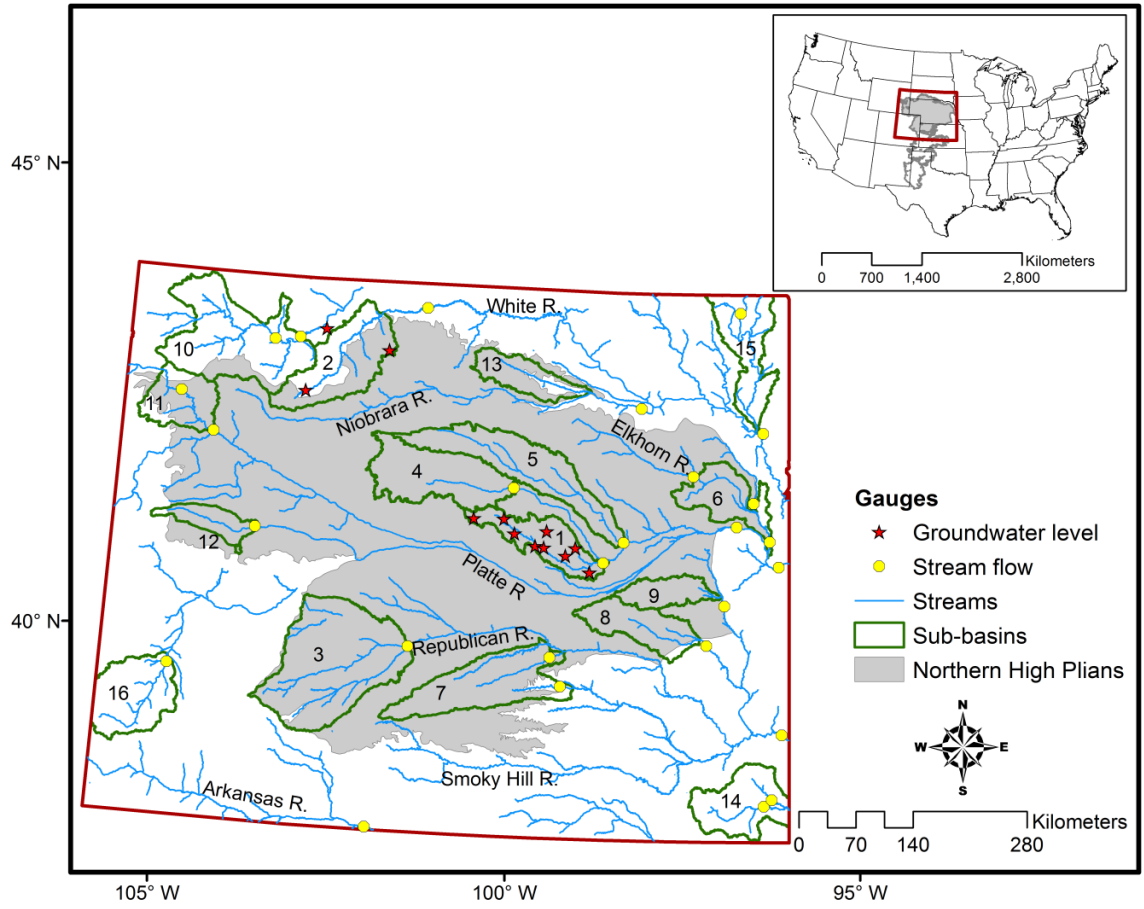 Kilometers
0 700 1,400 2,800
45° N
White R.
10
2
15
13
11
Niobrara R.
Elkhorn R.
5
4
6
1
12
Platte R
9
8
40° N
Republican R.
3
7
16
Smoky Hill R.
14
Arkansas R.
Gauges
Groundwater level
Stream flow
Streams
Sub-basins
Northern High Plians
N
W E
S
Kilometers
0 70 140 280
105° W 100° W 95° W